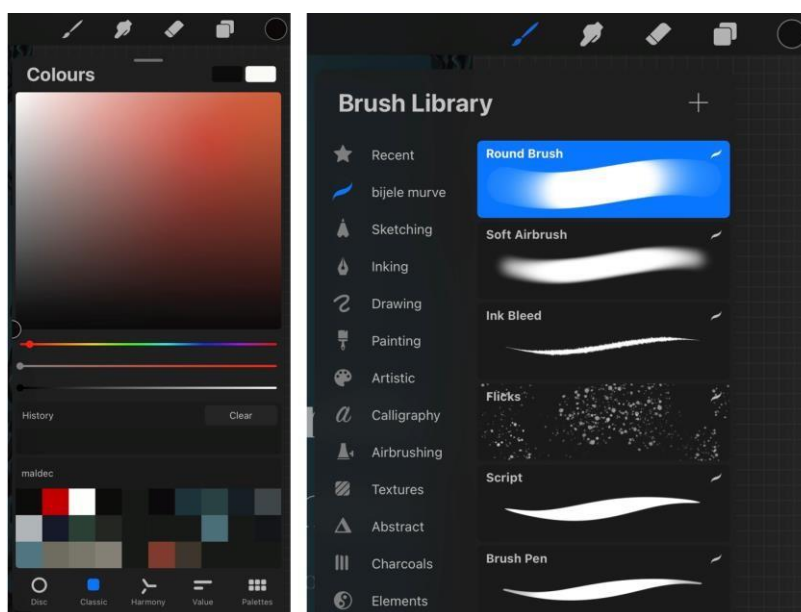 Colours
History
Clear
maldec
Disc
Classic
Harmony
Value
Palettes
Brush Library
Recent
bijele murve
Sketching
Inking
Drawing
Painting
Artistic
Calligraphy
Airbrushing
Textures
Abstract
Charcoals
Elements
Round Brush
Soft Airbrush
Ink Bleed
Flicks
Script
Brush Pen